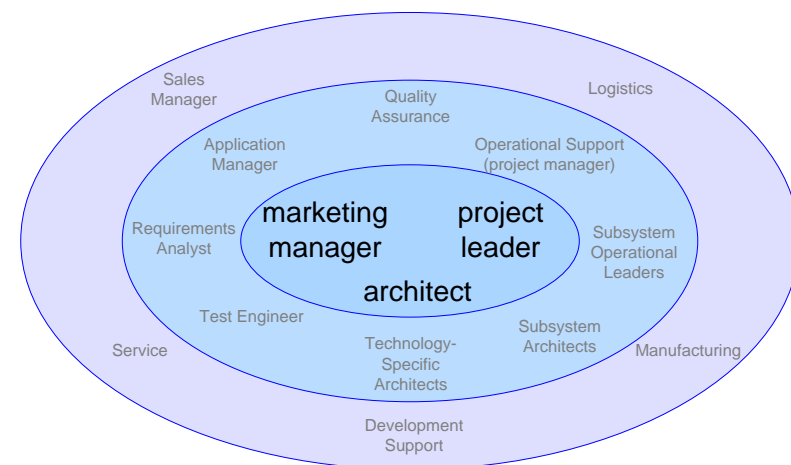 Sales
Manager
Logistics
Quality
Assurance
Application
Manager
Operational Support
(project manager)
marketing
manager
project
leader
Requirements
Analyst
Subsystem
Operational
Leaders
architect
Test Engineer
Subsystem
Architects
Technology-
Specific
Architects
Service
Manufacturing
Development
Support